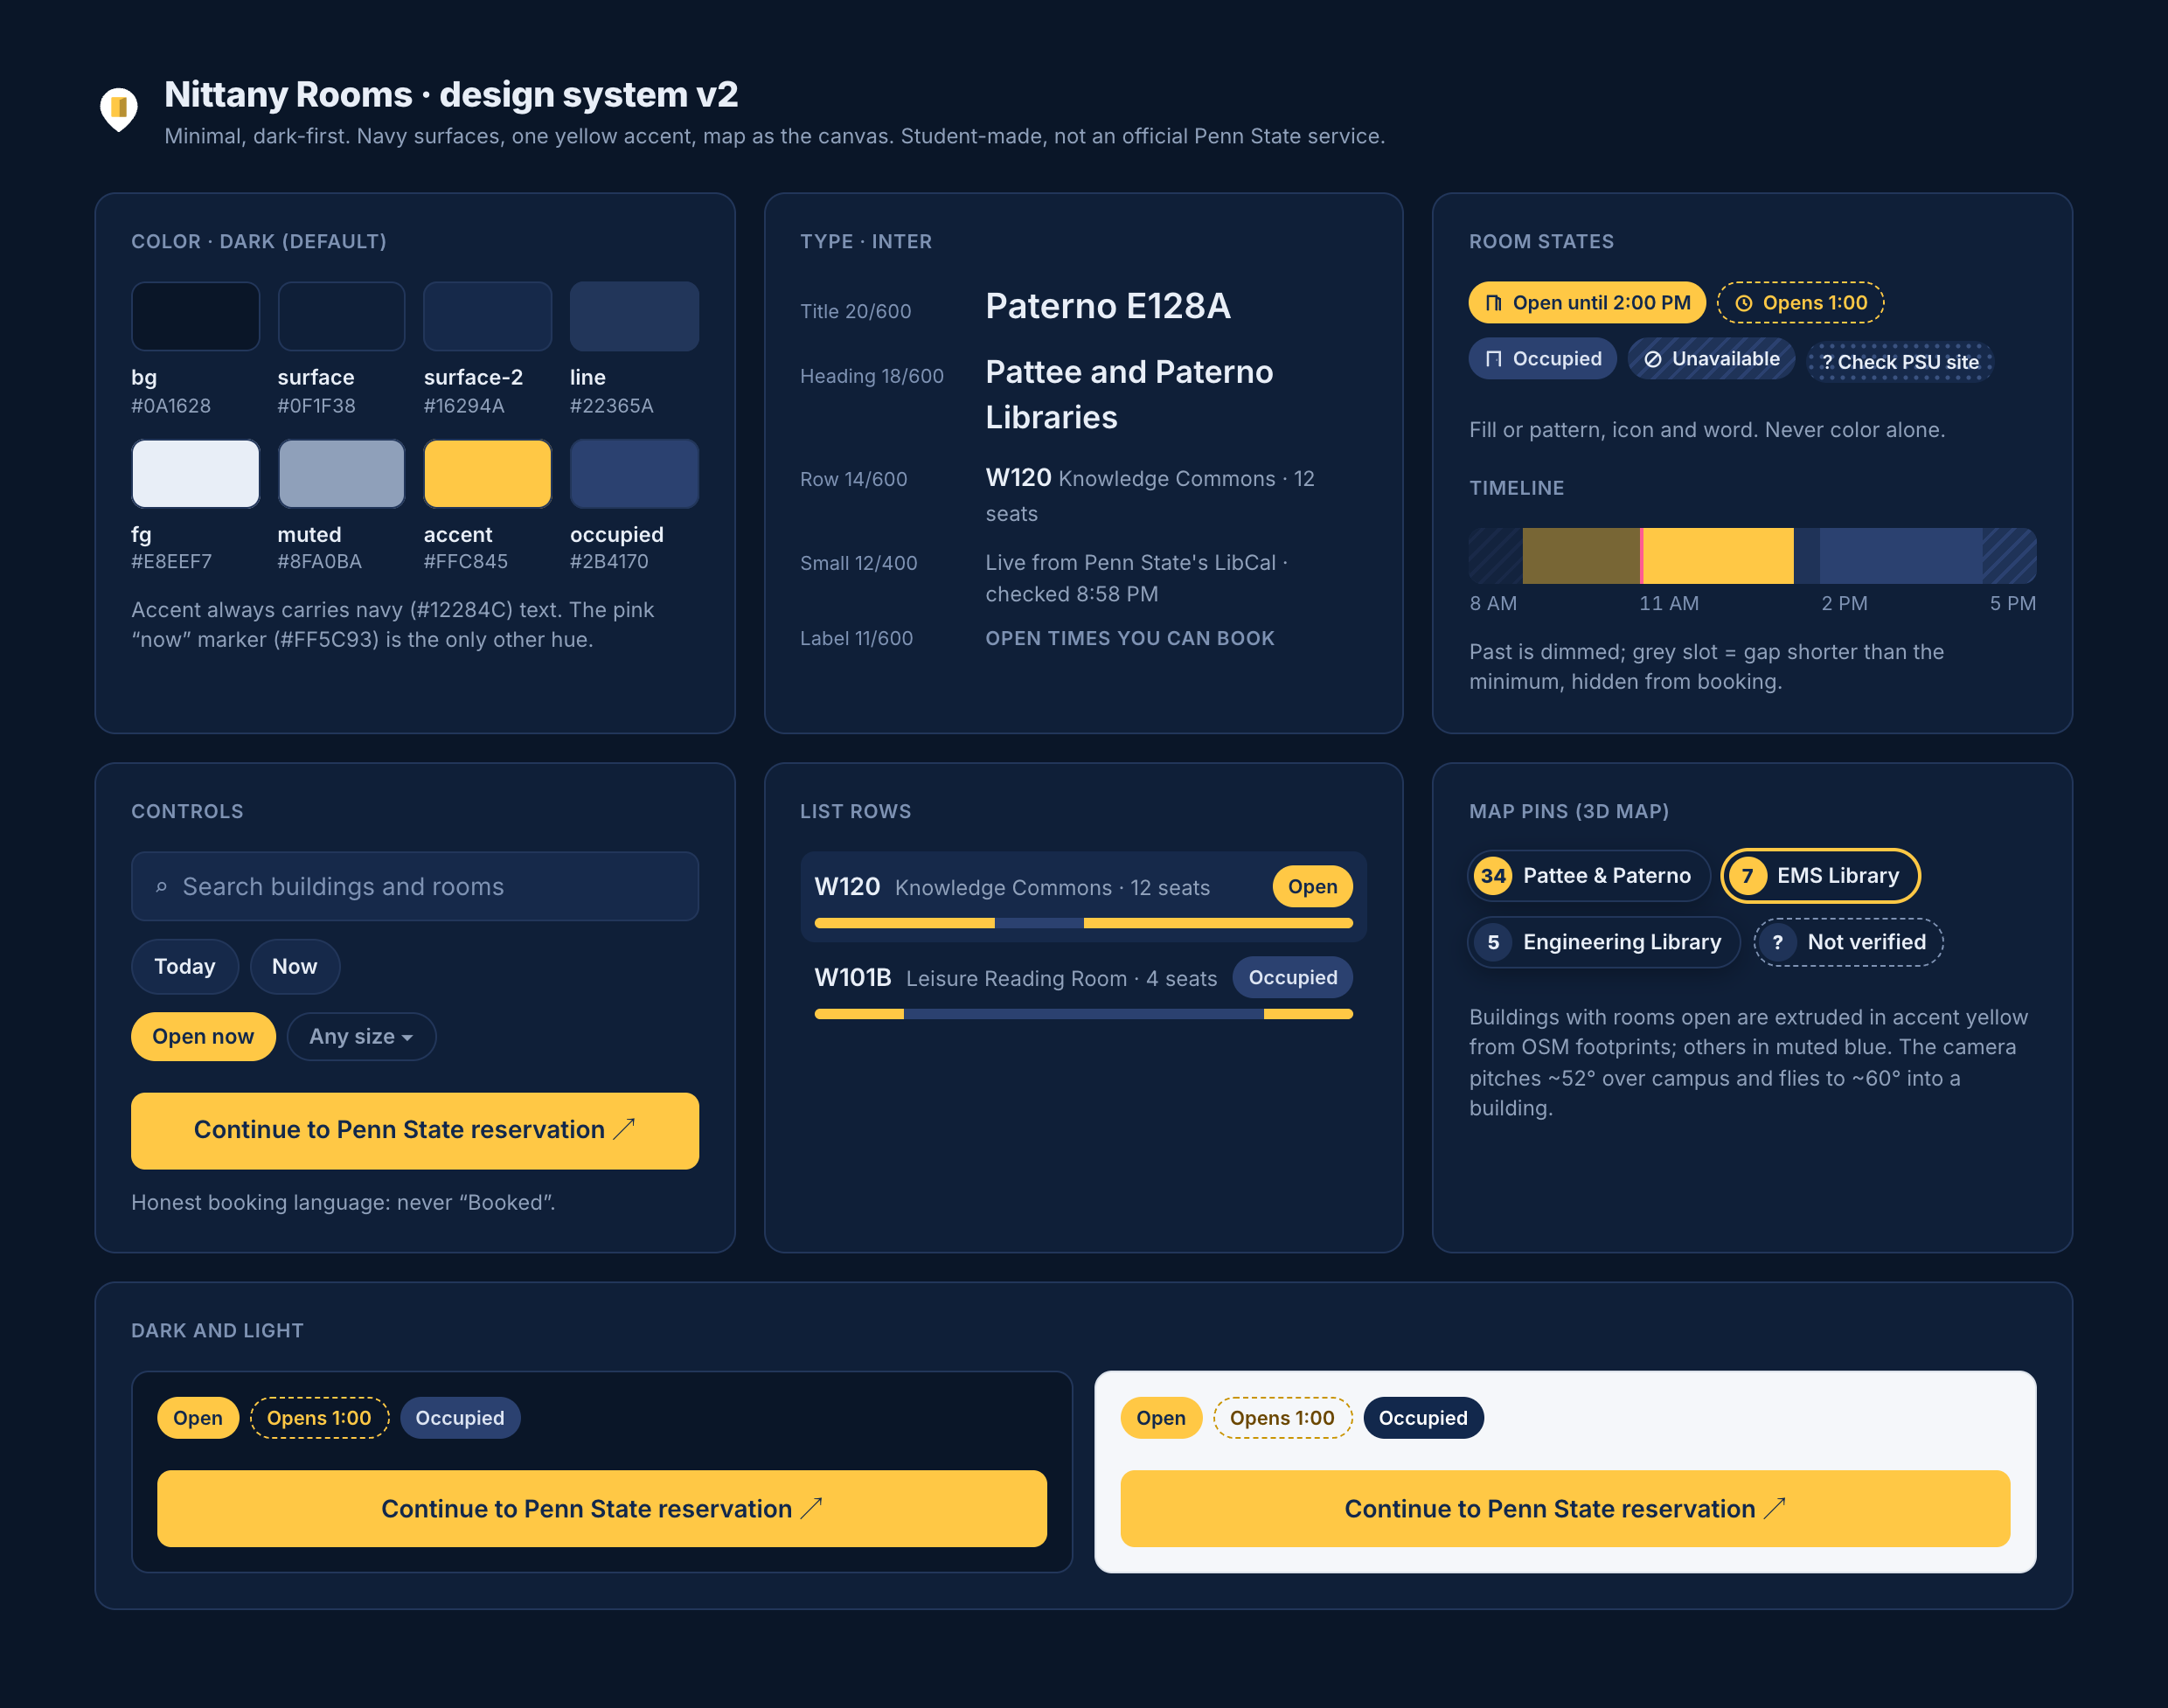 Nittany Rooms · design system v2
Minimal, dark-first. Navy surfaces, one yellow accent, map as the canvas. Student-made, not an official Penn State service.
COLOR · DARK (DEFAULT)
bg
#0A1628
surface
#0F1F38
surface-2
#16294A
line
#22365A
fg
#E8EEF7
muted
#8FA0BA
accent
#FFC845
occupied
#2B4170
Accent always carries navy (#12284C) text. The pink
“now” marker (#FF5C93) is the only other hue.
TYPE · INTER
Title 20/600
Paterno E128A
Heading 18/600
Pattee and Paterno
Libraries
Row 14/600
W120 Knowledge Commons · 12
seats
Small 12/400
Live from Penn State's LibCal ·
checked 8:58 PM
Label 11/600
OPEN TIMES YOU CAN BOOK
ROOM STATES
Open until 2:00 PM
Opens 1:00
Occupied
Unavailable
? Check PSU site
Fill or pattern, icon and word. Never color alone.
TIMELINE
8 AM
11 AM
2 PM
5 PM
Past is dimmed; grey slot = gap shorter than the
minimum, hidden from booking.
CONTROLS
Search buildings and rooms
Today
Now
Open now
Any size
Continue to Penn State reservation ↗
Honest booking language: never “Booked”.
LIST ROWS
W120 Knowledge Commons · 12 seats
Open
W101B Leisure Reading Room · 4 seats
Occupied
MAP PINS (3D MAP)
34 Pattee & Paterno
7 EMS Library
5 Engineering Library
? Not verified
Buildings with rooms open are extruded in accent yellow
from OSM footprints; others in muted blue. The camera
pitches ~52° over campus and flies to ~60° into a
building.
DARK AND LIGHT
Open
Opens 1:00
Occupied
Continue to Penn State reservation ↗
Open
Opens 1:00
Occupied
Continue to Penn State reservation ↗